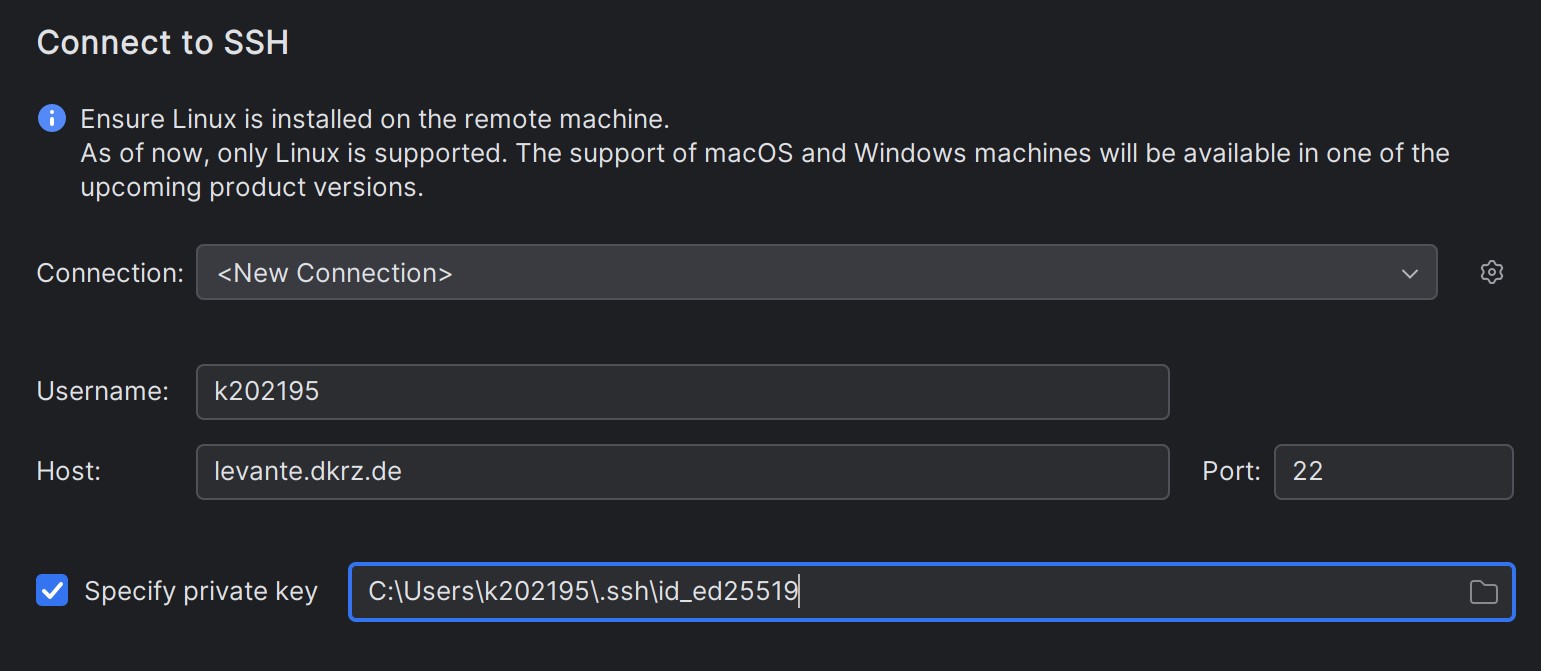 Connect to SSH
Ensure Linux is installed on the remote machine.
As of now, only Linux is supported. The support of macOS and Windows machines will be available in one of the
upcoming product versions.
Connection: <New Connection>
Username: k202195
Host: levante.dkrz.de Port: 22
Specify private key C:\Users\k202195\.ssh\id_ed25519